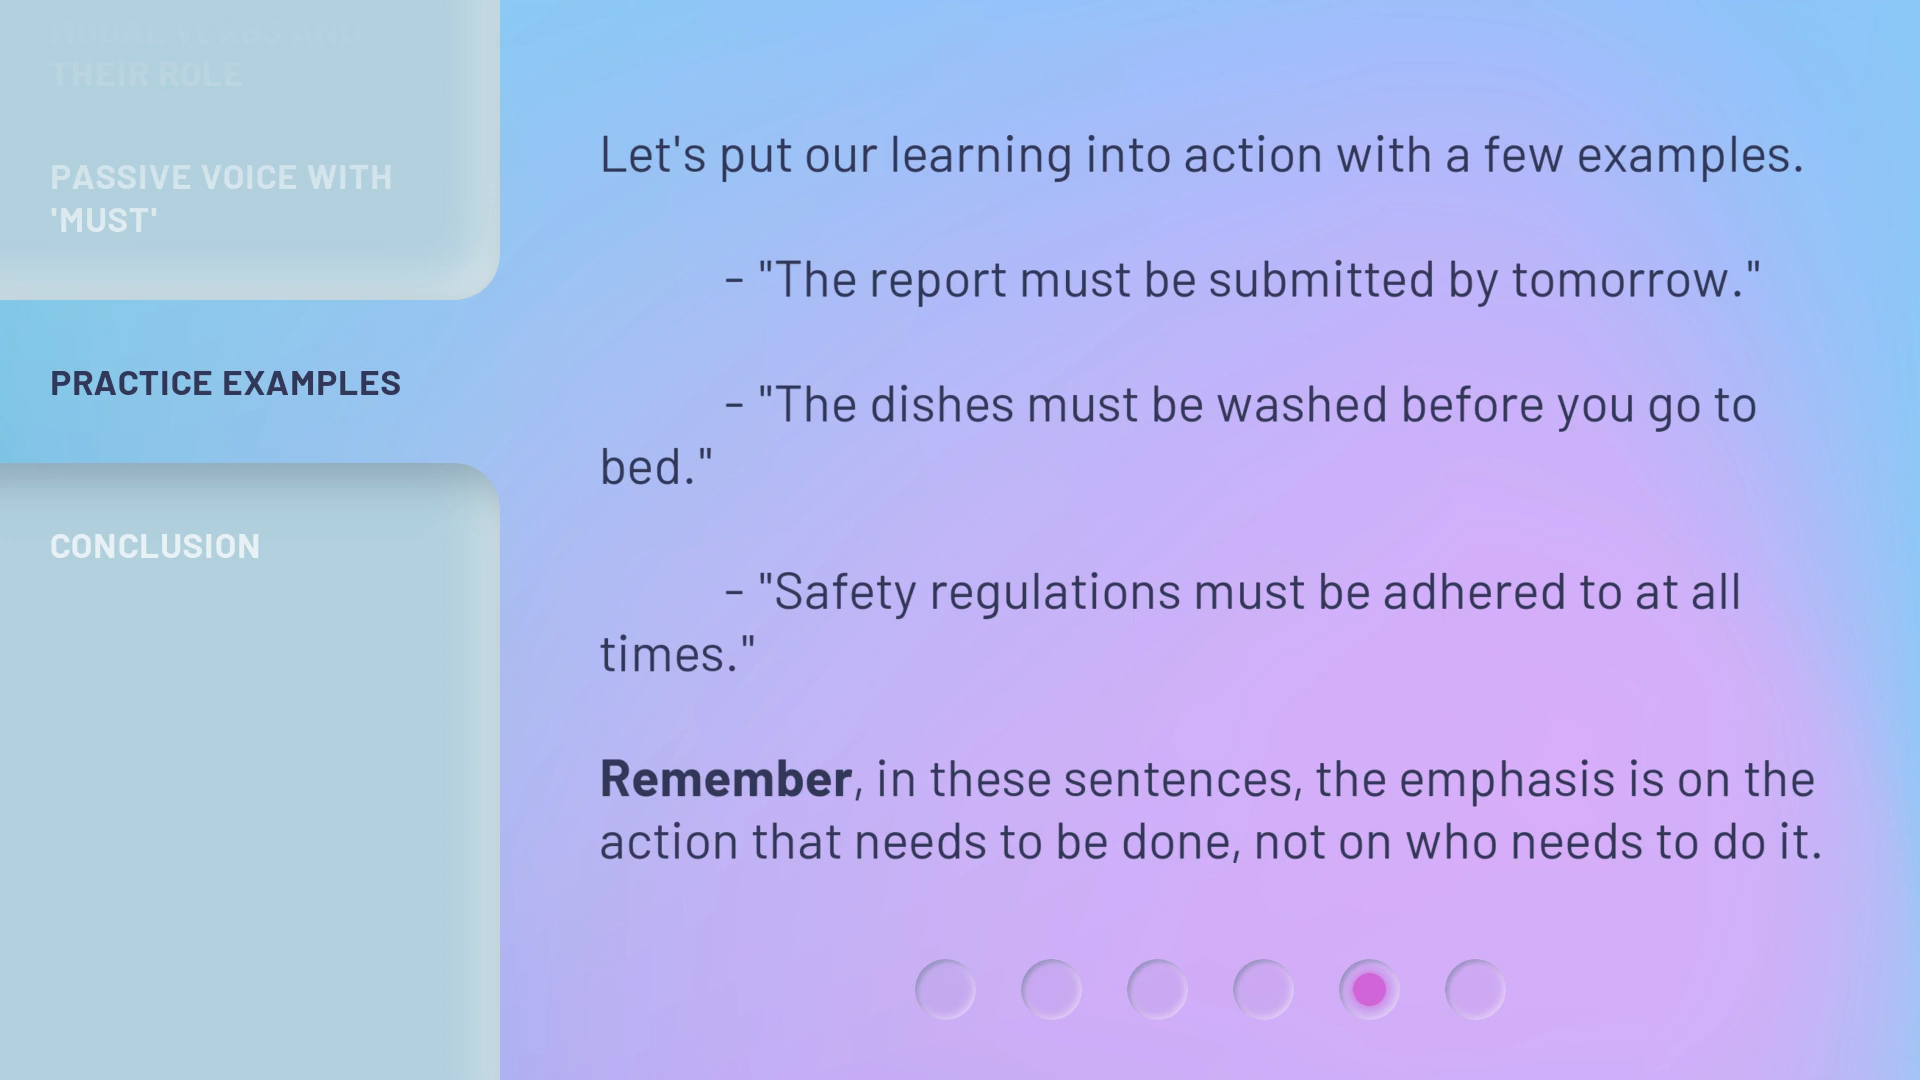 MODAL VERBS AND
THEIR ROLE
PASSIVE VOICE WITH
'MUST'
PRACTICE EXAMPLES
CONCLUSION
Let's put our learning into action with a few examples.
- "The report must be submitted by tomorrow."
- "The dishes must be washed before you go to
bed."
- "Safety regulations must be adhered to at all
times."
Remember, in these sentences, the emphasis is on the
action that needs to be done, not on who needs to do it.